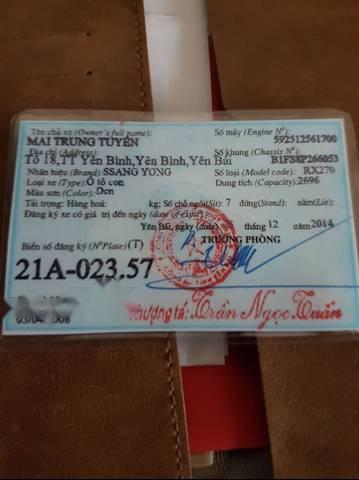 Tên chủ xe (Owner's full name): Số máy (Engine Nº):
MAI TRUNG TUYẾN 592512561700
Địa chỉ (Address): Số khung (Chassis Nº):
Tổ 18,TT Yên Bình,Yên Bình,Yên Bái B1FS8P266053
Nhãn hiệu (Brand): SSANG YONG Số loại (Model code): RX270
Loại xe (Type): Ô tô con Dung tích (Capacity): 2696
Màu sơn (Color): Đen
Tải trọng: Hàng hoá: kg; Số chỗ ngồi(Sit): 7 đứng(Stand): nằm(Lie):
Đăng ký xe có giá trị đến ngày (date of expiry):
Yên Bái, ngày (date) tháng 12 năm 2014
Biển số đăng ký (Nº Plate) (T) TRƯỞNG PHÒNG
21A-023.57
Thượng tá: Trần Ngọc Tuấn